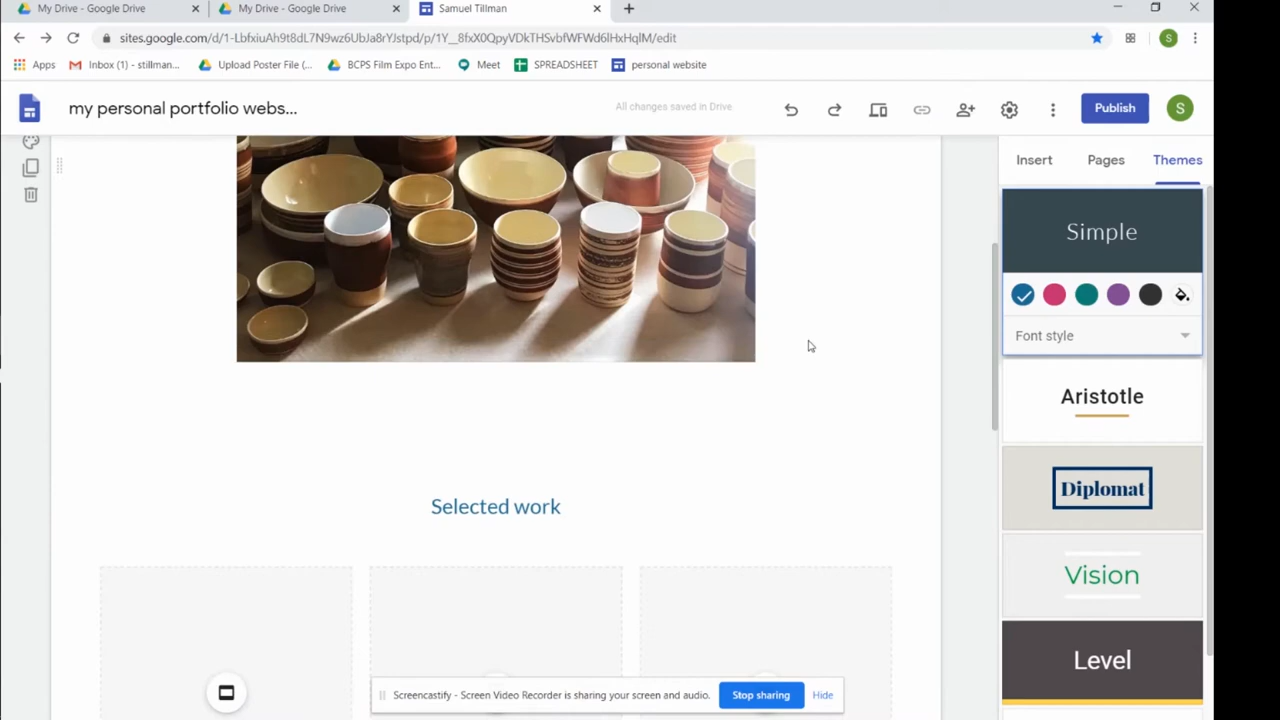 My Drive - Google Drive
My Drive - Google Drive
Samuel Tillman
sites.google.com/d/1-LbfxiuAh9t8dL7N9wz6UbJa8rYJstpd/p/1Y__8fxX0QpyVDkTHSvbfWFWd6lHxHqlM/edit
S
Apps
Inbox (1) - stillman...
Upload Poster File (...
BCPS Film Expo Ent...
Meet
SPREADSHEET
personal website
my personal portfolio webs...
All changes saved in Drive
Publish
S
Insert
Pages
Themes
Simple
Font style
Aristotle
Diplomat
Vision
Level
Selected work
Screencastify - Screen Video Recorder is sharing your screen and audio.
Stop sharing
Hide